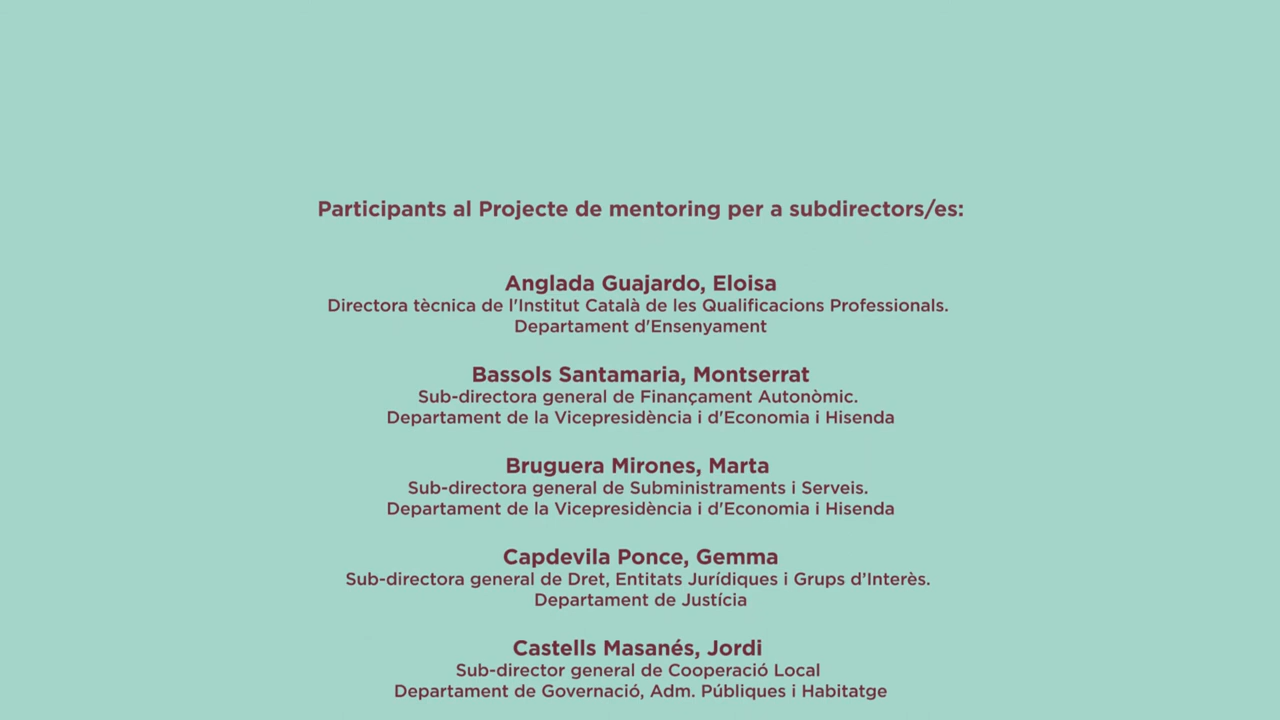 Participants al Projecte de mentoring per a subdirectors/es:
Anglada Guajardo, Eloisa
Directora tècnica de l'Institut Català de les Qualificacions Professionals.
Departament d'Ensenyament
Bassols Santamaria, Montserrat
Sub-directora general de Finançament Autonòmic.
Departament de la Vicepresidència i d'Economia i Hisenda
Bruguera Mirones, Marta
Sub-directora general de Subministraments i Serveis.
Departament de la Vicepresidència i d'Economia i Hisenda
Capdevila Ponce, Gemma
Sub-directora general de Dret, Entitats Jurídiques i Grups d’Interès.
Departament de Justícia
Castells Masanés, Jordi
Sub-director general de Cooperació Local
Departament de Governació, Adm. Públiques i Habitatge